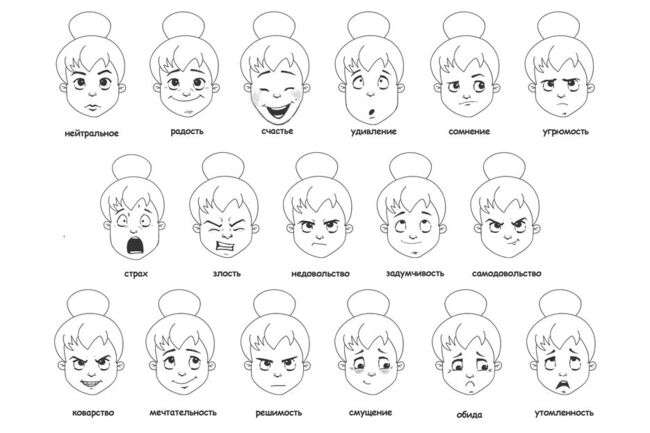 нейтральное радость счастье удивление сомнение угрюмость
страх злость недовольство задумчивость самодовольство
коварство мечтательность решимость смущение обида утомленность